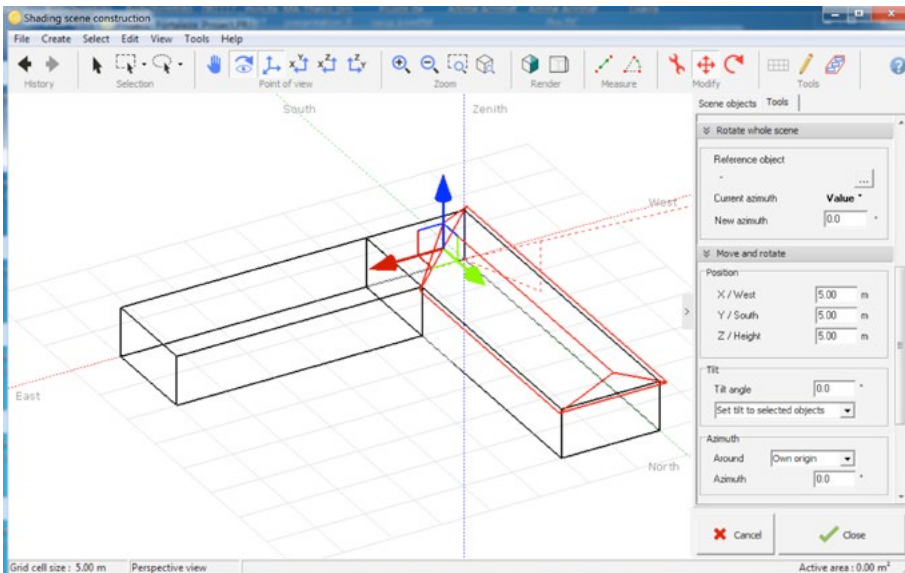 Shading scene construction
Fortaleza Project.PRJ
File Create Select Edit View Tools Help
History Selection Point of view Zoom Render Measure Modify Tools
South
Zenith
West
East
North
Scene objects Tools
Rotate whole scene
Reference object
-
...
Current azimuth Value °
New azimuth 0.0 °
Move and rotate
Position
X / West 5.00 m
Y / South 5.00 m
Z / Height 5.00 m
Tilt
Tilt angle 0.0 °
Set tilt to selected objects
Azimuth
Around Own origin
Azimuth 0.0 °
Cancel Close
Grid cell size : 5.00 m Perspective view Active area : 0.00 m²